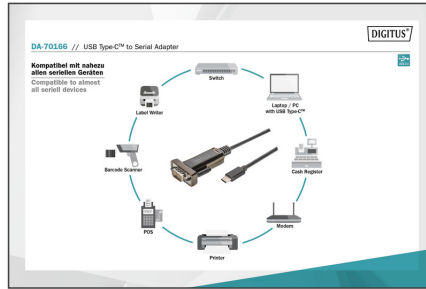 DIGITUS®
DA-70166 // USB Type-C™ to Serial Adapter
Kompatibel mit nahezu
allen seriellen Geräten
Compatible to almost
all seriell devices
Switch
Label Writer
Laptop / PC
with USB Type-C™
Barcode Scanner
Cash Register
POS
Modem
Printer